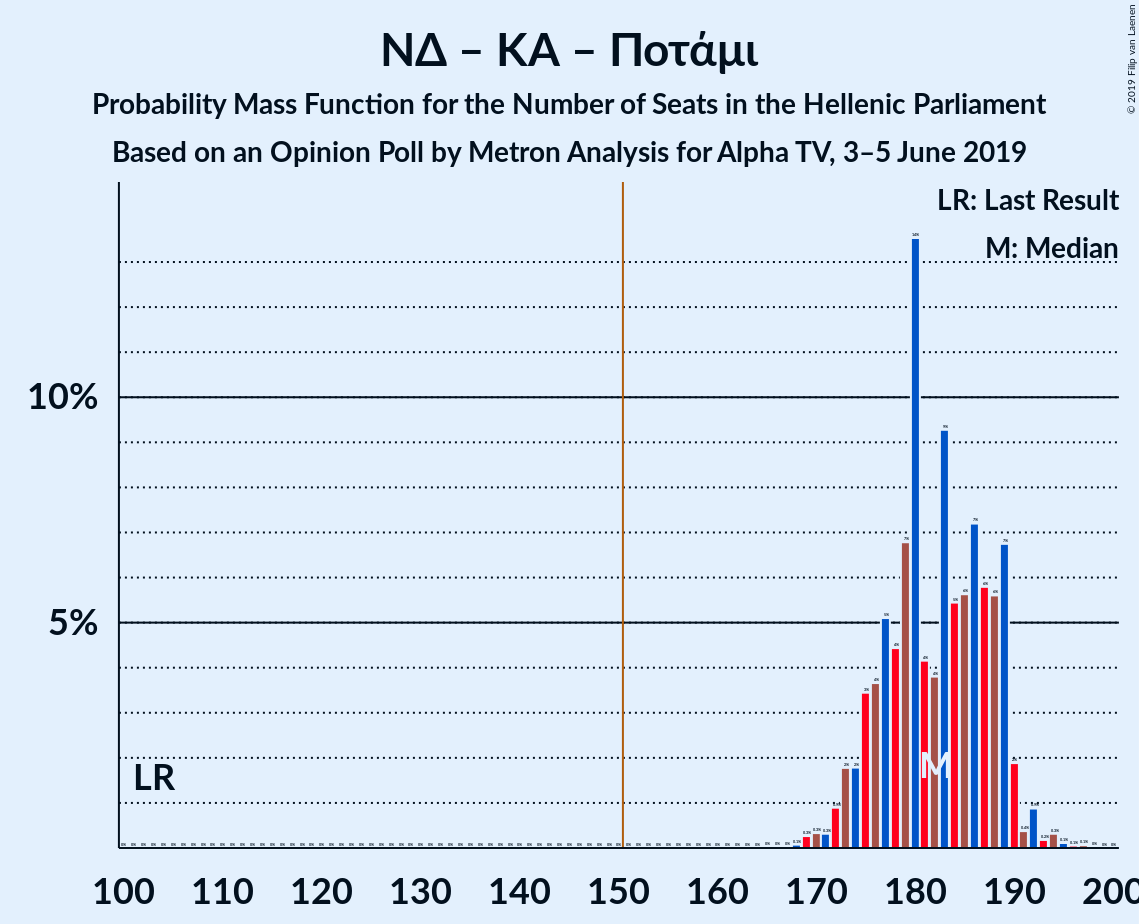 ΝΔ – ΚΑ – Ποτάμι
Probability Mass Function for the Number of Seats in the Hellenic Parliament
Based on an Opinion Poll by Metron Analysis for Alpha TV, 3–5 June 2019
© 2019 Filip van Laenen
LR: Last Result
M: Median
10%
5%
LR
M
100 110 120 130 140 150 160 170 180 190 200